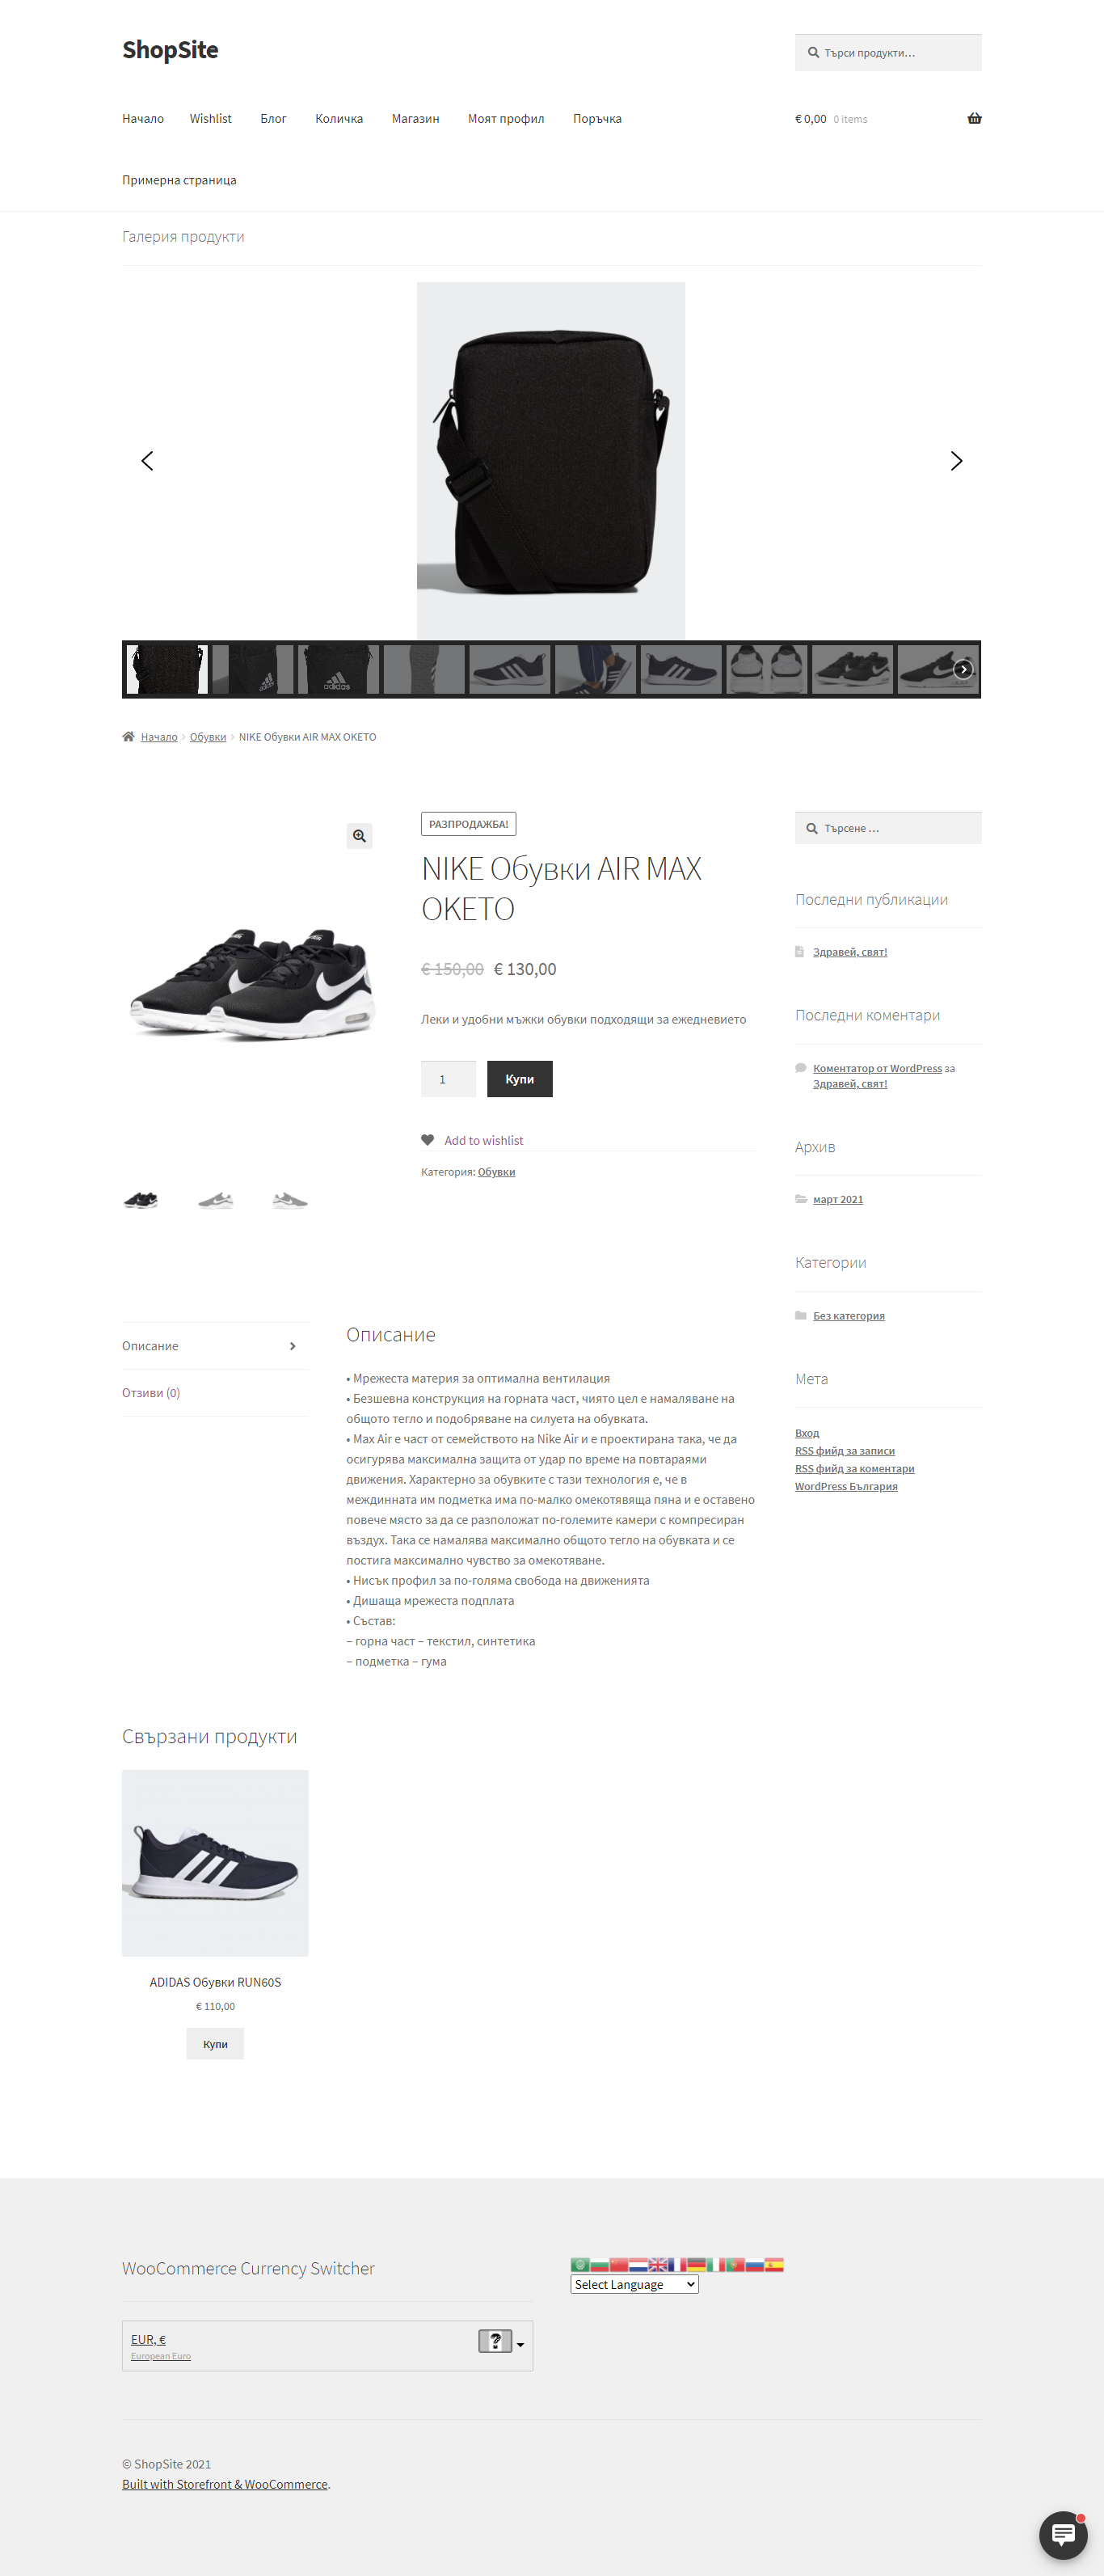 ShopSite
Търси продукти…
Начало Wishlist Блог Количка Магазин Моят профил Поръчка
€ 0,00 0 items
Примерна страница
Галерия продукти
adidas
Начало Обувки NIKE Обувки AIR MAX OKETO
РАЗПРОДАЖБА!
NIKE Обувки AIR MAX
OKETO
€ 150,00 € 130,00
Леки и удобни мъжки обувки подходящи за ежедневието
1 Купи
Add to wishlist
Категория: Обувки
Търсене …
Последни публикации
Здравей, свят!
Последни коментари
Коментатор от WordPress за
Здравей, свят!
Архив
март 2021
Категории
Без категория
Мета
Вход
RSS фийд за записи
RSS фийд за коментари
WordPress България
Описание
Отзиви (0)
Описание
• Мрежеста материя за оптимална вентилация
• Безшевна конструкция на горната част, чиято цел е намаляване на
общото тегло и подобряване на силуета на обувката.
• Max Air е част от семейството на Nike Air и е проектирана така, че да
осигурява максимална защита от удар по време на повтараями
движения. Характерно за обувките с тази технология е, че в
междинната им подметка има по-малко омекотявяща пяна и е оставено
повече място за да се разположат по-големите камери с компресиран
въздух. Така се намалява максимално общото тегло на обувката и се
постига максимално чувство за омекотяване.
• Нисък профил за по-голяма свобода на движенията
• Дишаща мрежеста подплата
• Състав:
– горна част – текстил, синтетика
– подметка – гума
Свързани продукти
ADIDAS Обувки RUN60S
€ 110,00
Купи
WooCommerce Currency Switcher
EUR, €
European Euro
?
Select Language
© ShopSite 2021
Built with Storefront & WooCommerce.